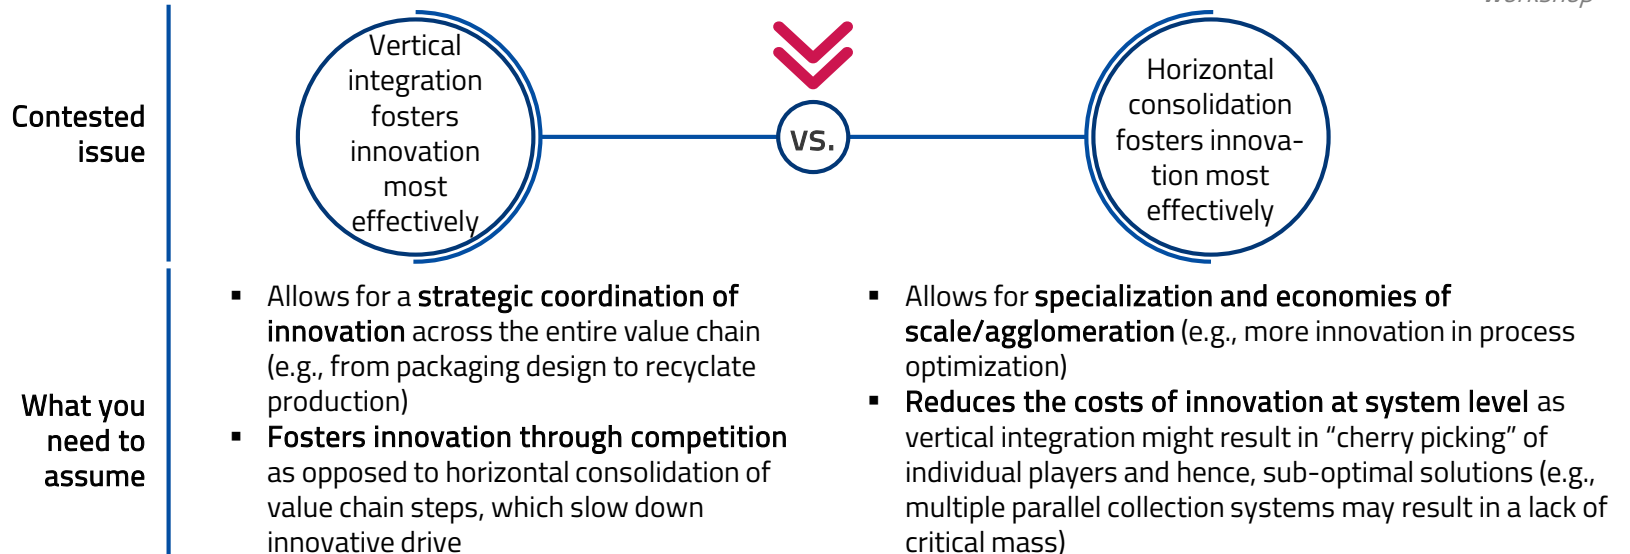 workshop
Contested
issue
Vertical
integration
fosters
innovation
most
effectively
VS.
Horizontal
consolidation
fosters innova-
tion most
effectively
What you
need to
assume
▪ Allows for a strategic coordination of
innovation across the entire value chain
(e.g., from packaging design to recyclate
production)
▪ Fosters innovation through competition
as opposed to horizontal consolidation of
value chain steps, which slow down
innovative drive
▪ Allows for specialization and economies of
scale/agglomeration (e.g., more innovation in process
optimization)
▪ Reduces the costs of innovation at system level as
vertical integration might result in “cherry picking” of
individual players and hence, sub-optimal solutions (e.g.,
multiple parallel collection systems may result in a lack of
critical mass)